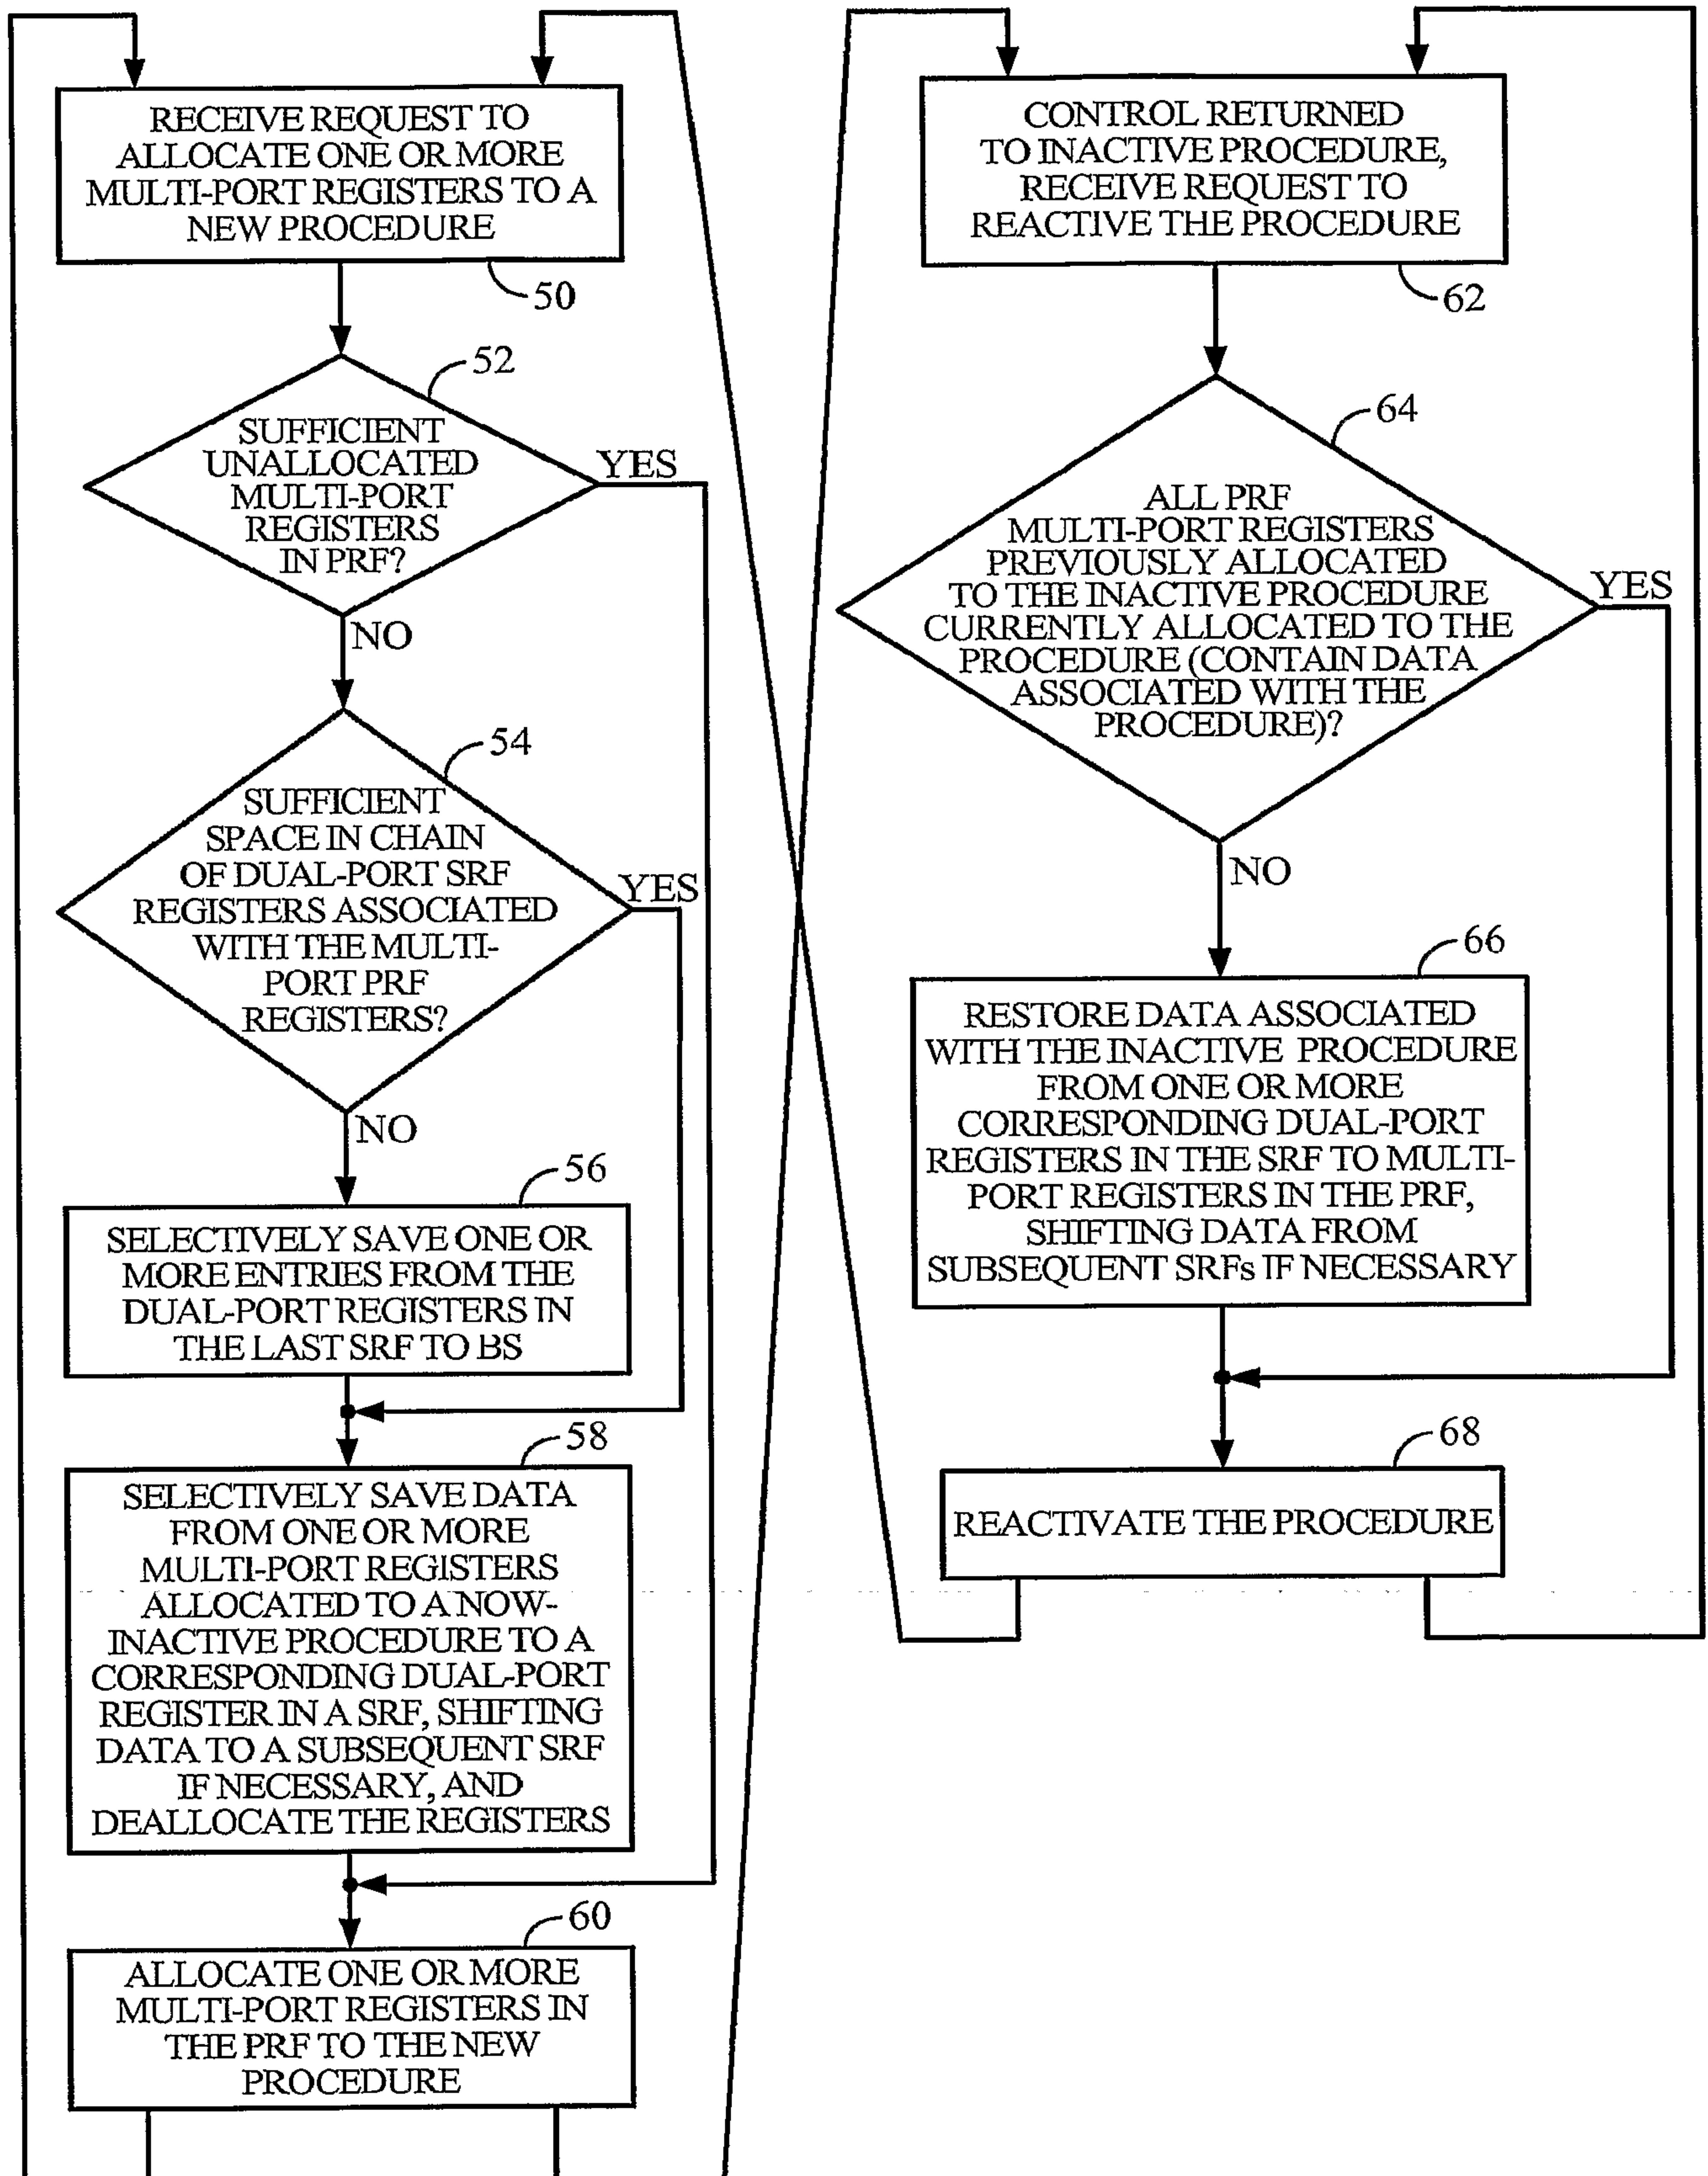 RECEIVE REQUEST TO
ALLOCATE ONE OR MORE
MULTI-PORT REGISTERS TO A
NEW PROCEDURE
50
52
SUFFICIENT
UNALLOCATED
MULTI-PORT
REGISTERS
IN PRF?
YES
NO
54
SUFFICIENT
SPACE IN CHAIN
OF DUAL-PORT SRF
REGISTERS ASSOCIATED
WITH THE MULTI-
PORT PRF
REGISTERS?
YES
NO
56
SELECTIVELY SAVE ONE OR
MORE ENTRIES FROM THE
DUAL-PORT REGISTERS IN
THE LAST SRF TO BS
58
SELECTIVELY SAVE DATA
FROM ONE OR MORE
MULTI-PORT REGISTERS
ALLOCATED TO A NOW-
INACTIVE PROCEDURE TO A
CORRESPONDING DUAL-PORT
REGISTER IN A SRF, SHIFTING
DATA TO A SUBSEQUENT SRF
IF NECESSARY, AND
DEALLOCATE THE REGISTERS
60
ALLOCATE ONE OR MORE
MULTI-PORT REGISTERS IN
THE PRF TO THE NEW
PROCEDURE
CONTROL RETURNED
TO INACTIVE PROCEDURE,
RECEIVE REQUEST TO
REACTIVE THE PROCEDURE
62
64
ALL PRF
MULTI-PORT REGISTERS
PREVIOUSLY ALLOCATED
TO THE INACTIVE PROCEDURE
CURRENTLY ALLOCATED TO THE
PROCEDURE (CONTAIN DATA
ASSOCIATED WITH THE
PROCEDURE)?
YES
NO
66
RESTORE DATA ASSOCIATED
WITH THE INACTIVE PROCEDURE
FROM ONE OR MORE
CORRESPONDING DUAL-PORT
REGISTERS IN THE SRF TO MULTI-
PORT REGISTERS IN THE PRF,
SHIFTING DATA FROM
SUBSEQUENT SRFs IF NECESSARY
68
REACTIVATE THE PROCEDURE